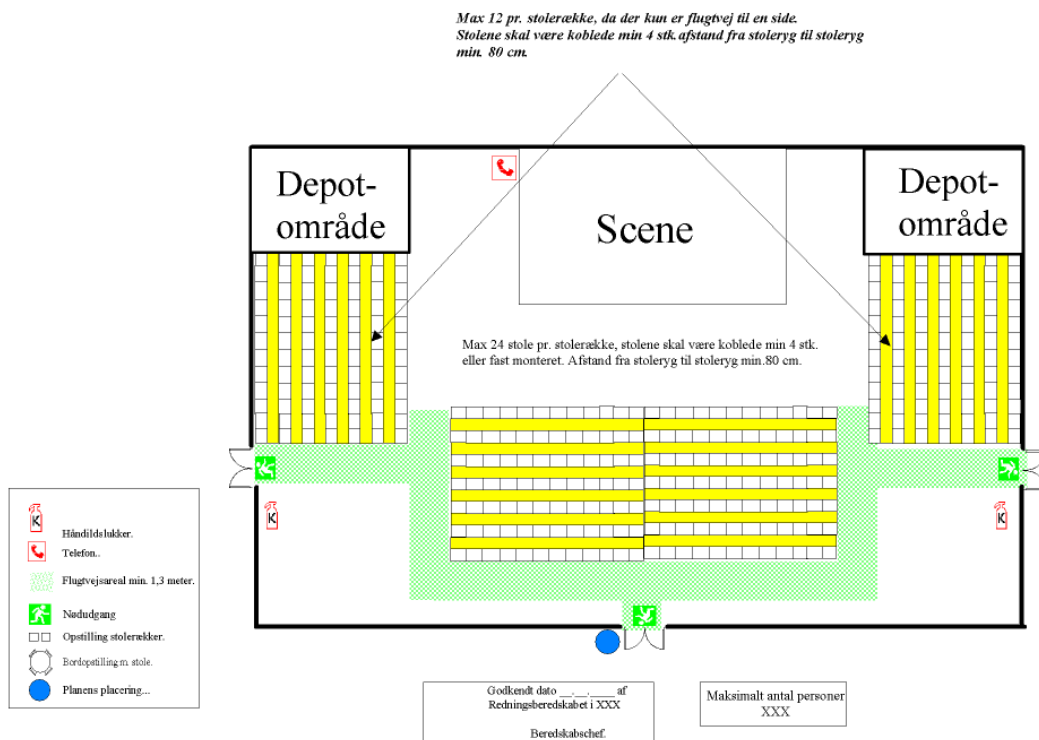 Max 12 pr. stolerække, da der kun er flugtvej til en side.
Stolene skal være koblede min 4 stk. afstand fra stoleryg til stoleryg
min. 80 cm.
Depot-
område
Scene
Depot-
område
Max 24 stole pr. stolerække, stolene skal være koblede min 4 stk.
eller fast monteret. Afstand fra stoleryg til stoleryg min.80 cm.
K
K
K
Håndildslukker.
Telefon..
Flugtvejsareal min. 1,3 meter.
Nødudgang
Opstilling stolerækker.
Bordopstilling m. stole.
Planens placering...
Godkendt dato __.__.____ af
Redningsberedskabet i XXX
Beredskabschef.
Maksimalt antal personer
XXX